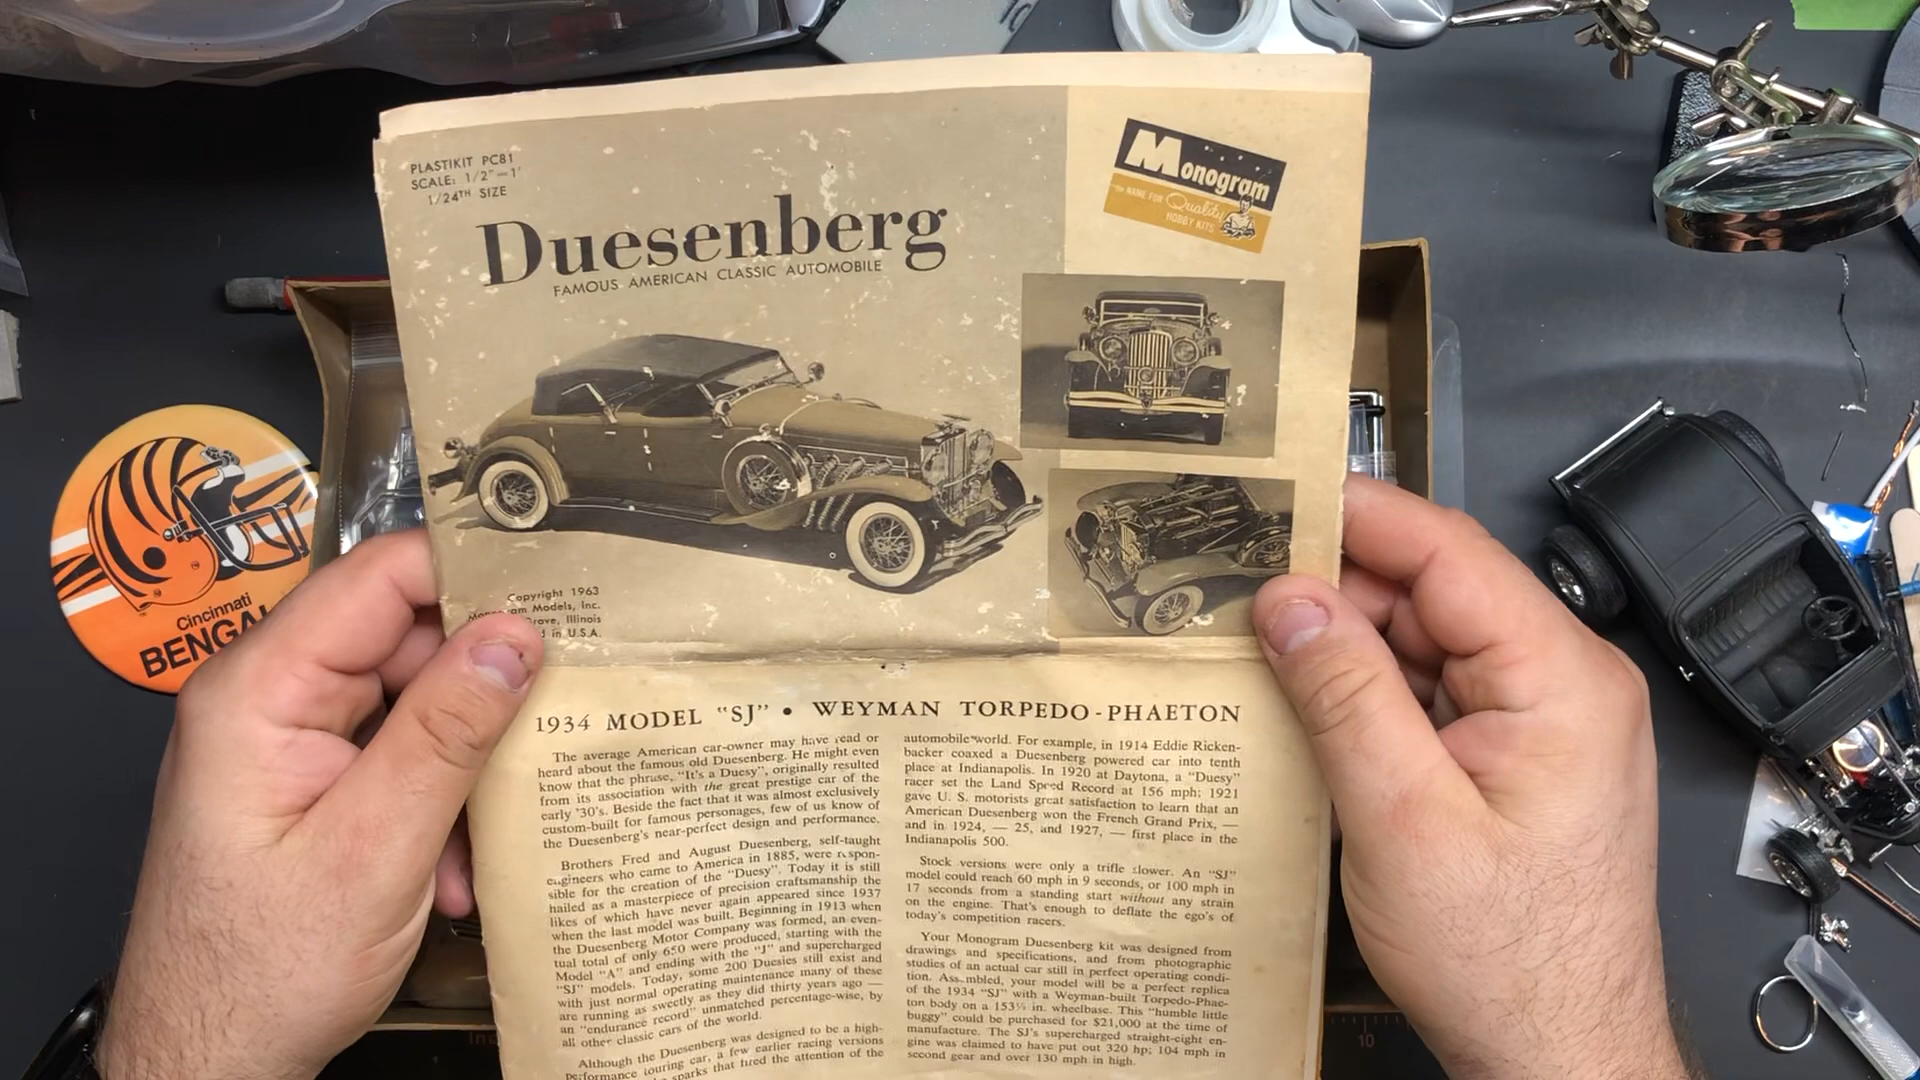 PLASTIKIT PC81
SCALE: 1/2" — 1'
1/24TH SIZE
Duesenberg
FAMOUS AMERICAN CLASSIC AUTOMOBILE
Monogram
the NAME FOR Quality
HOBBY KITS
Copyright 1963
Models, Inc.
Illinois
in U.S.A.
Cincinnati
1934 MODEL "SJ" • WEYMAN TORPEDO-PHAETON
The average American car-owner may have read or
heard about the famous old Duesenberg. He might even
know that the phrase, "It's a Duesy", originally resulted
from its association with the great prestige car of the
early '30's. Beside the fact that it was almost exclusively
custom-built for famous personages, few of us know of
the Duesenberg's near-perfect design and performance.
Brothers Fred and August Duesenberg, self-taught
engineers who came to America in 1885, were respon-
sible for the creation of the "Duesy". Today it is still
hailed as a masterpiece of precision craftsmanship the
likes of which have never again appeared since 1937
when the last model was built. Beginning in 1913 when
the Duesenberg Motor Company was formed, an even-
tual total of only 650 were produced, starting with the
Model "A" and ending with the "J" and supercharged
"SJ" models. Today, some 200 Duesies still exist and
with just normal operating maintenance many of these
are running as sweetly as they did thirty years ago —
an "endurance record" unmatched percentage-wise, by
all other classic cars of the world.
Although the Duesenberg was designed to be a high-
performance touring car, a few earlier racing versions
sparks that fired the attention of the
automobile world. For example, in 1914 Eddie Ricken-
backer coaxed a Duesenberg powered car into tenth
place at Indianapolis. In 1920 at Daytona, a "Duesy"
racer set the Land Speed Record at 156 mph; 1921
gave U. S. motorists great satisfaction to learn that an
American Duesenberg won the French Grand Prix, —
and in 1924, — 25, and 1927, — first place in the
Indianapolis 500.
Stock versions were only a trifle slower. An "SJ"
model could reach 60 mph in 9 seconds, or 100 mph in
17 seconds from a standing start without any strain
on the engine. That's enough to deflate the ego's of
today's competition racers.
Your Monogram Duesenberg kit was designed from
drawings and specifications, and from photographic
studies of an actual car still in perfect operating condi-
tion. Assembled, your model will be a perfect replica
of the 1934 "SJ" with a Weyman-built Torpedo-Phae-
ton body on a 153½ in. wheelbase. This "humble little
buggy" could be purchased for $21,000 at the time of
manufacture. The SJ's supercharged straight-eight en-
gine was claimed to have put out 320 hp; 104 mph in
second gear and over 130 mph in high.
10